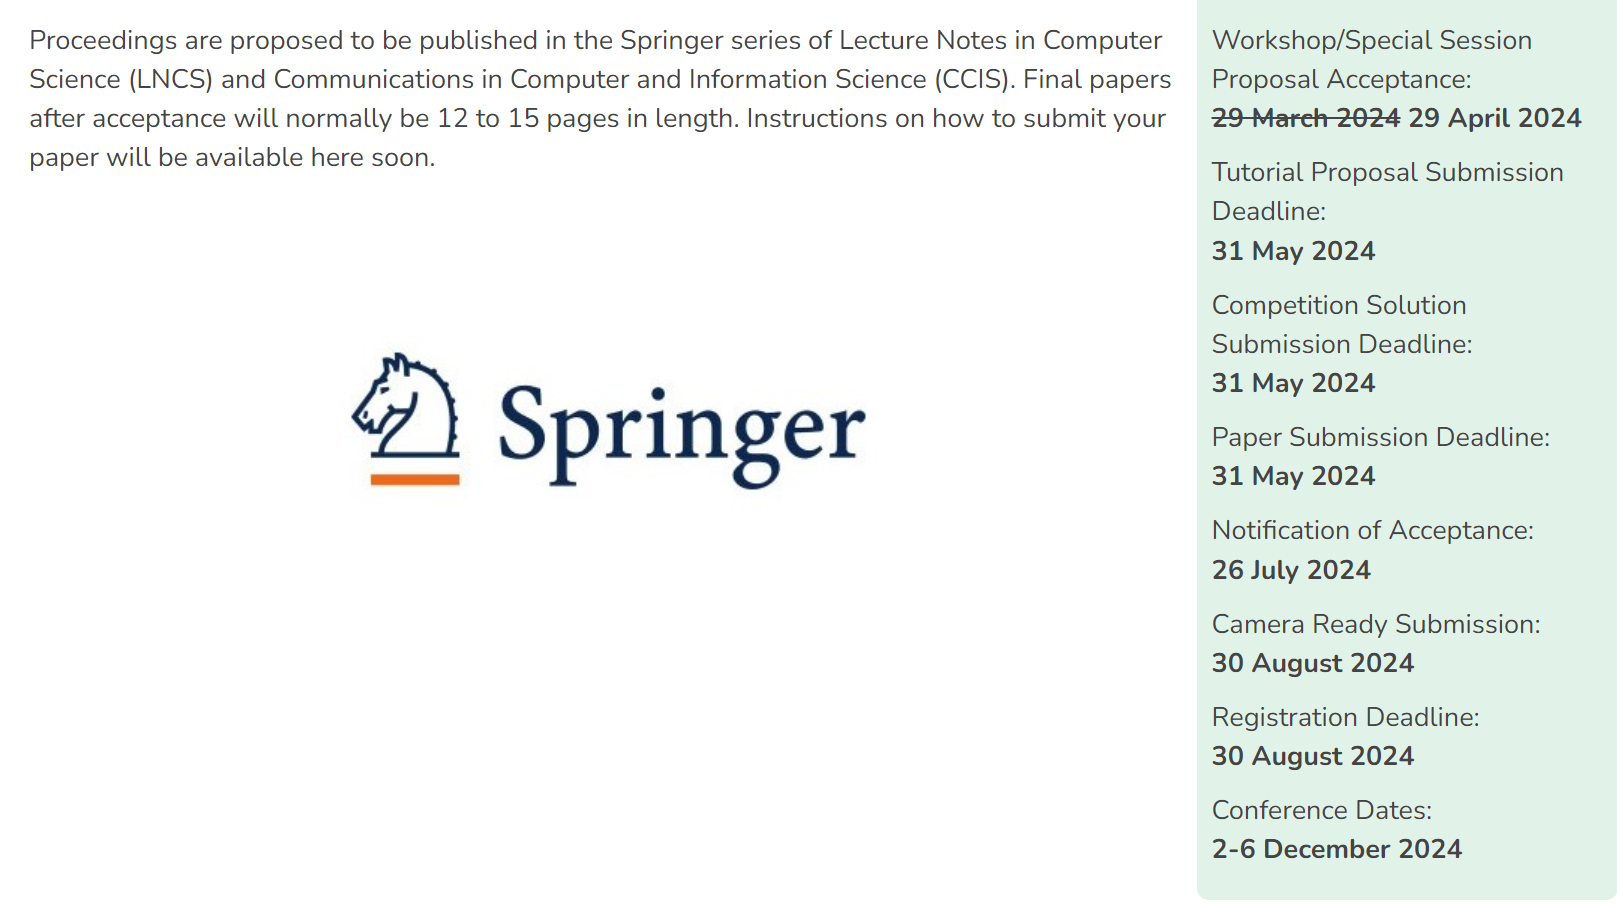 Proceedings are proposed to be published in the Springer series of Lecture Notes in Computer
Science (LNCS) and Communications in Computer and Information Science (CCIS). Final papers
after acceptance will normally be 12 to 15 pages in length. Instructions on how to submit your
paper will be available here soon.
Springer
Workshop/Special Session
Proposal Acceptance:
29 March 2024 29 April 2024
Tutorial Proposal Submission
Deadline:
31 May 2024
Competition Solution
Submission Deadline:
31 May 2024
Paper Submission Deadline:
31 May 2024
Notification of Acceptance:
26 July 2024
Camera Ready Submission:
30 August 2024
Registration Deadline:
30 August 2024
Conference Dates:
2-6 December 2024